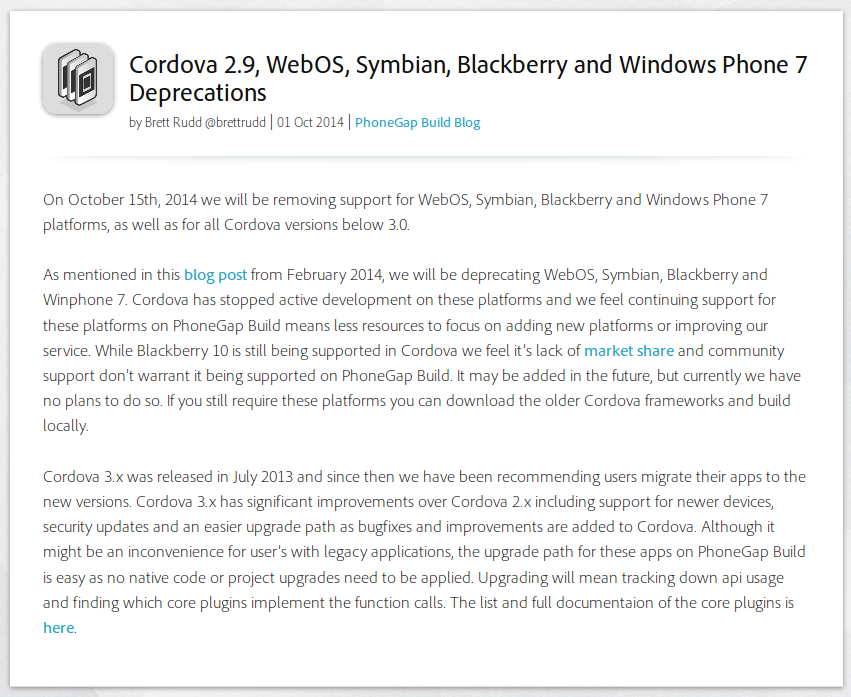 Cordova 2.9, WebOS, Symbian, Blackberry and Windows Phone 7
Deprecations
by Brett Rudd @brettrudd | 01 Oct 2014 | PhoneGap Build Blog
On October 15th, 2014 we will be removing support for WebOS, Symbian, Blackberry and Windows Phone 7
platforms, as well as for all Cordova versions below 3.0.
As mentioned in this blog post from February 2014, we will be deprecating WebOS, Symbian, Blackberry and
Winphone 7. Cordova has stopped active development on these platforms and we feel continuing support for
these platforms on PhoneGap Build means less resources to focus on adding new platforms or improving our
service. While Blackberry 10 is still being supported in Cordova we feel it's lack of market share and community
support don't warrant it being supported on PhoneGap Build. It may be added in the future, but currently we have
no plans to do so. If you still require these platforms you can download the older Cordova frameworks and build
locally.
Cordova 3.x was released in July 2013 and since then we have been recommending users migrate their apps to the
new versions. Cordova 3.x has significant improvements over Cordova 2.x including support for newer devices,
security updates and an easier upgrade path as bugfixes and improvements are added to Cordova. Although it
might be an inconvenience for user's with legacy applications, the upgrade path for these apps on PhoneGap Build
is easy as no native code or project upgrades need to be applied. Upgrading will mean tracking down api usage
and finding which core plugins implement the function calls. The list and full documentaion of the core plugins is
here.